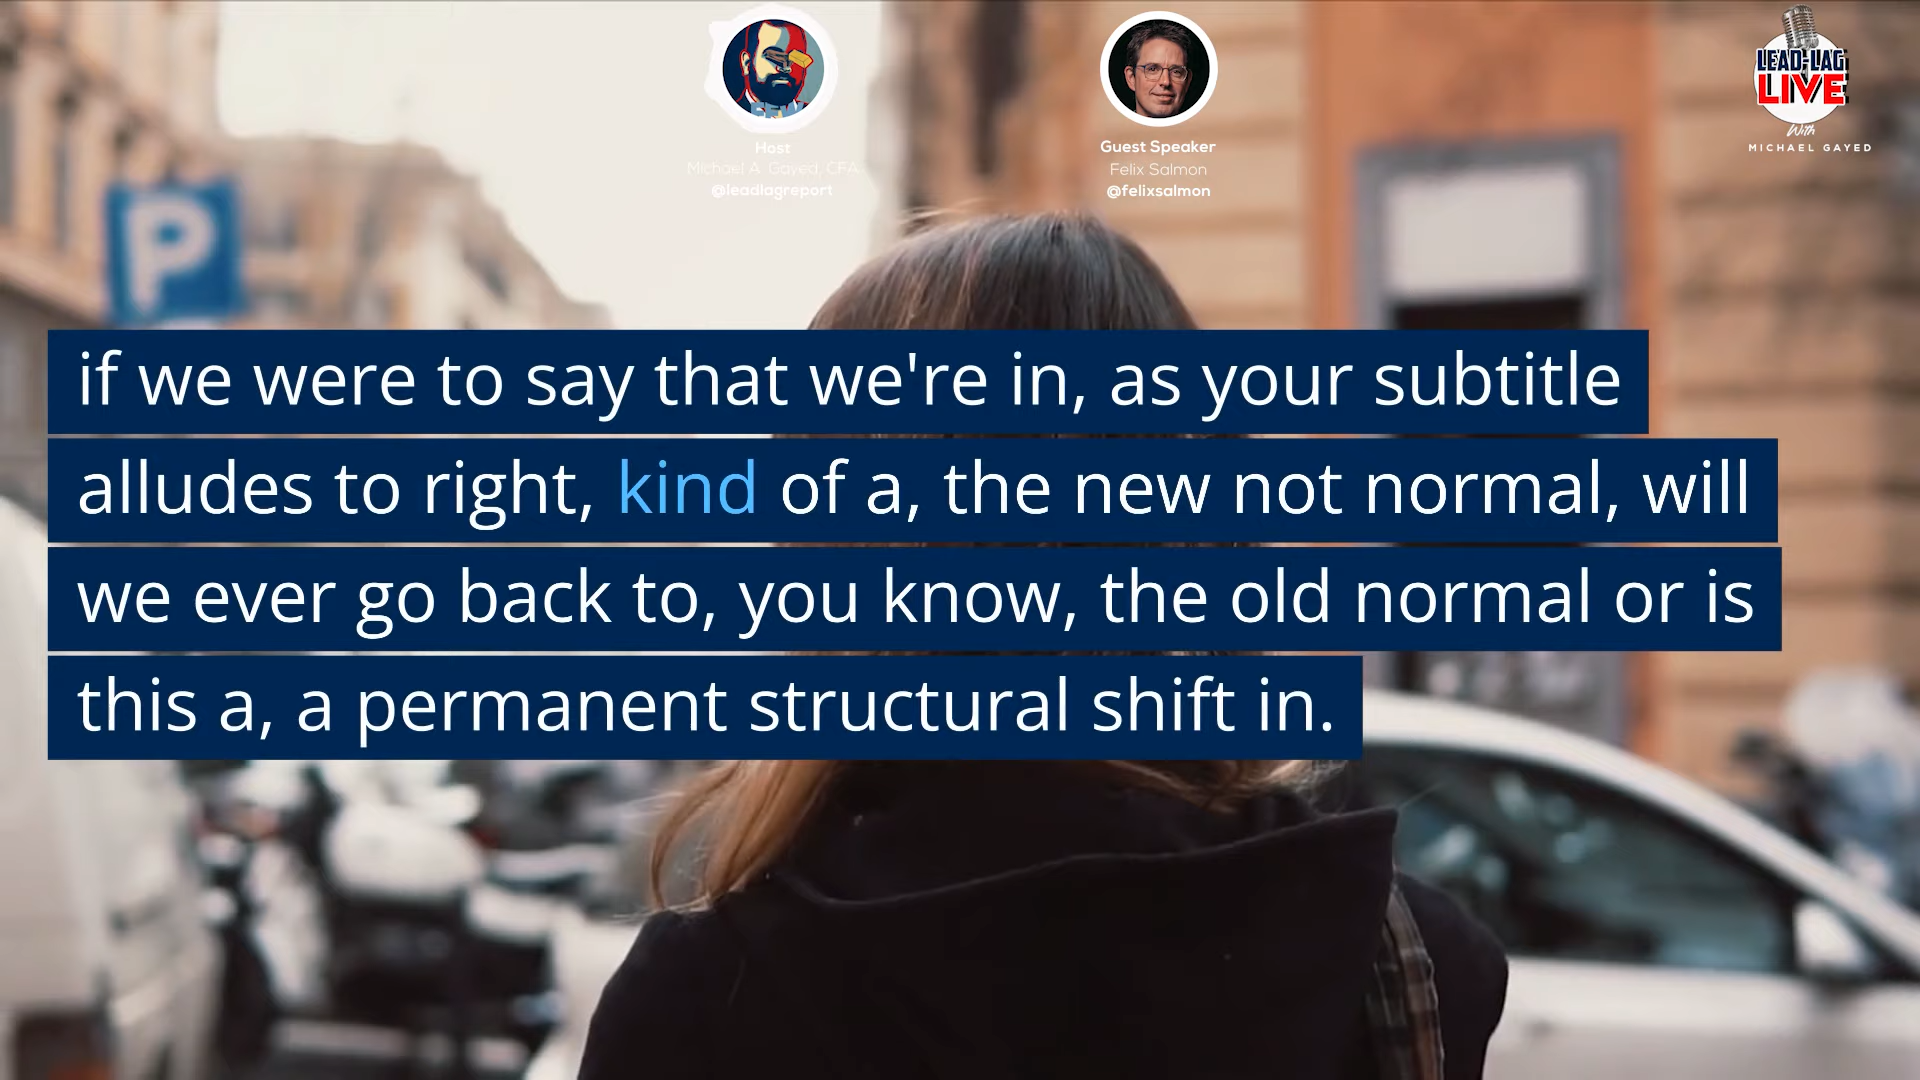 Host
Michael A. Gayed, CFA
@leadlagreport
Guest Speaker
Felix Salmon
@felixsalmon
LEAD-LAG
LIVE
With
MICHAEL GAYED
P
if we were to say that we're in, as your subtitle
alludes to right, kind of a, the new not normal, will
we ever go back to, you know, the old normal or is
this a, a permanent structural shift in.